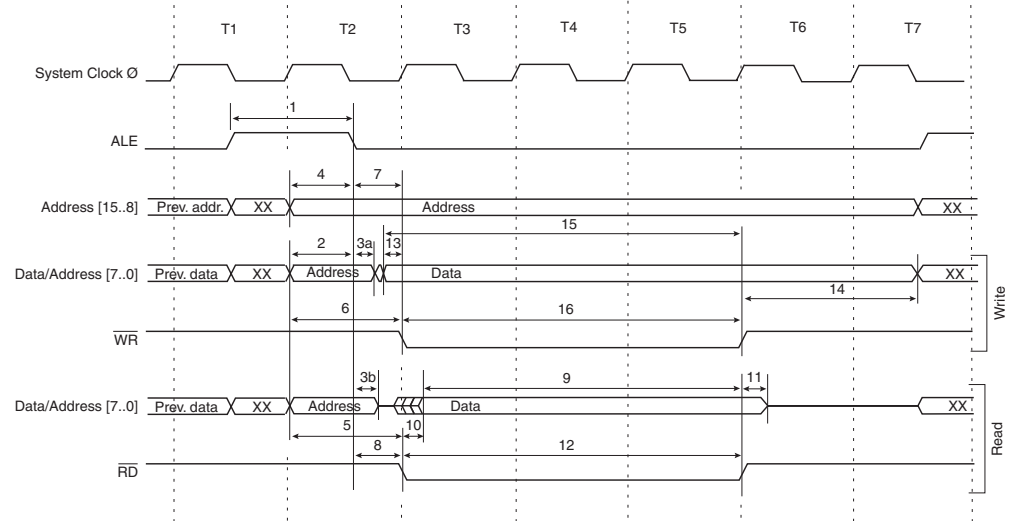 T1 T2 T3 T4 T5 T6 T7
System Clock Ø
1
ALE
4 7
Address [15..8] Prev. addr. XX Address XX
15
2 3a 13
Data/Address [7..0] Prev. data XX Address Data XX
14
6 16
WR
Write
3b 9 11
Data/Address [7..0] Prev. data XX Address Data XX
5 10
8 12
RD
Read